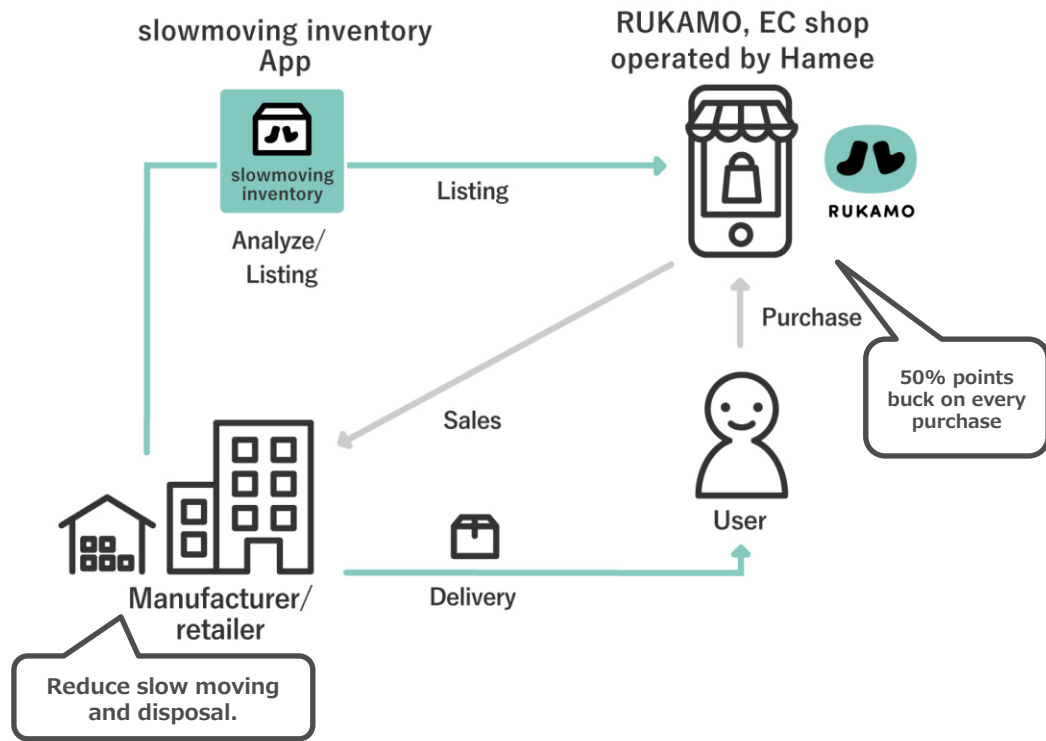 slowmoving inventory
App
RUKAMO, EC shop
operated by Hamee
slowmoving
inventory
Analyze/
Listing
Listing
RUKAMO
Purchase
50% points
buck on every
purchase
Sales
User
Delivery
Manufacturer/
retailer
Reduce slow moving
and disposal.